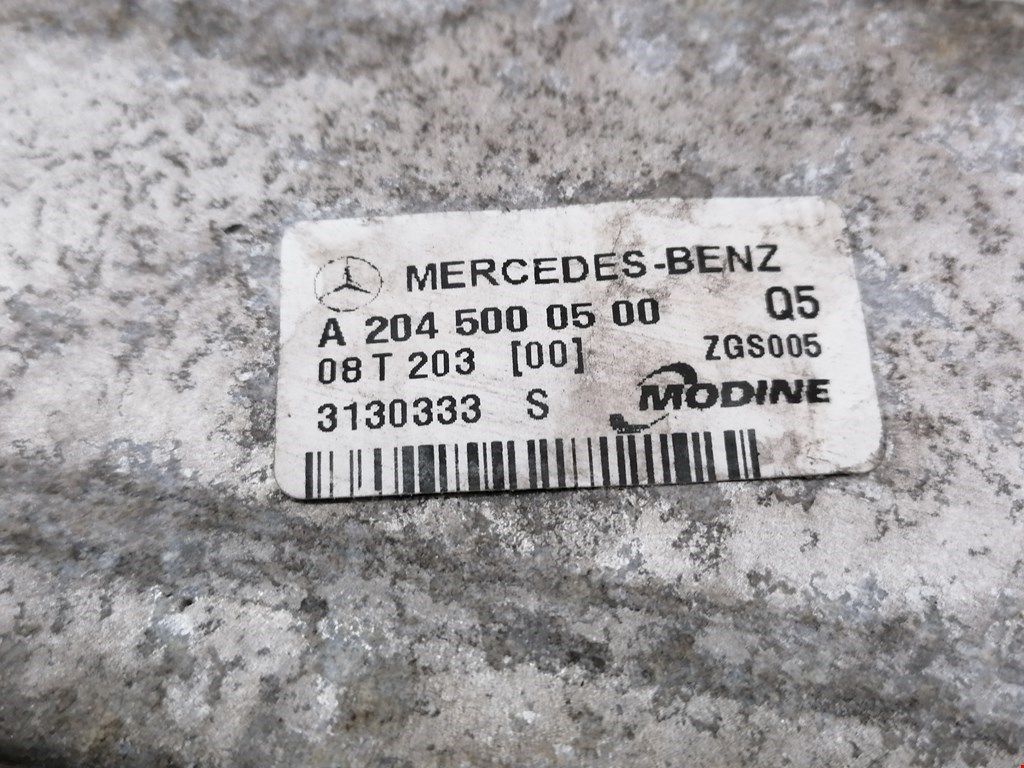 MERCEDES-BENZ
A 204 500 05 00 Q5
08 T 203 [00] ZGS005
3130333 S MODINE